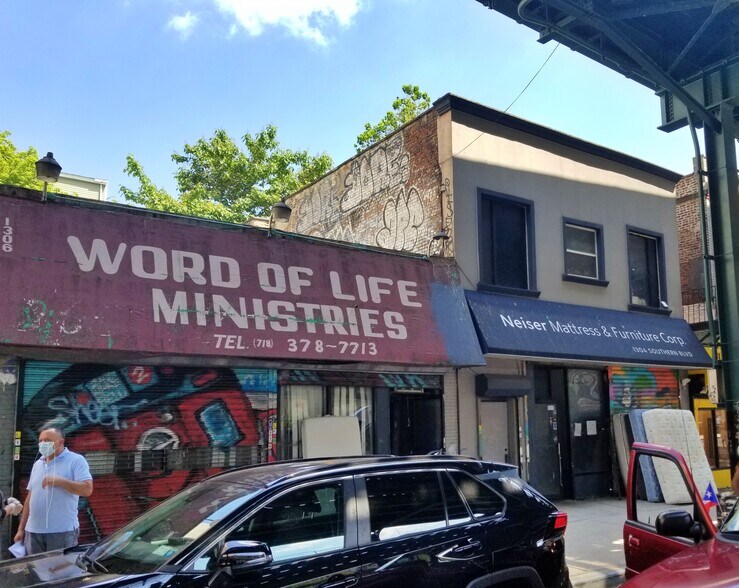 1306
WORD OF LIFE
MINISTRIES
TEL. (718) 378-7713
Neiser Mattress & Furniture Corp.
1304 SOUTHERN BLVD